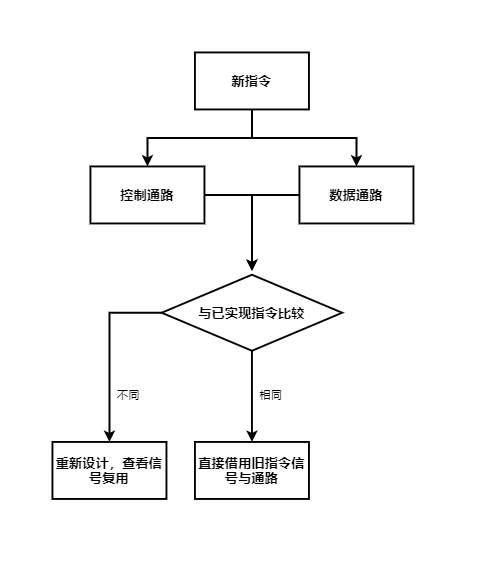 新指令
控制通路
数据通路
与已实现指令比较
不同
相同
重新设计，查看信
号复用
直接借用旧指令信
号与通路